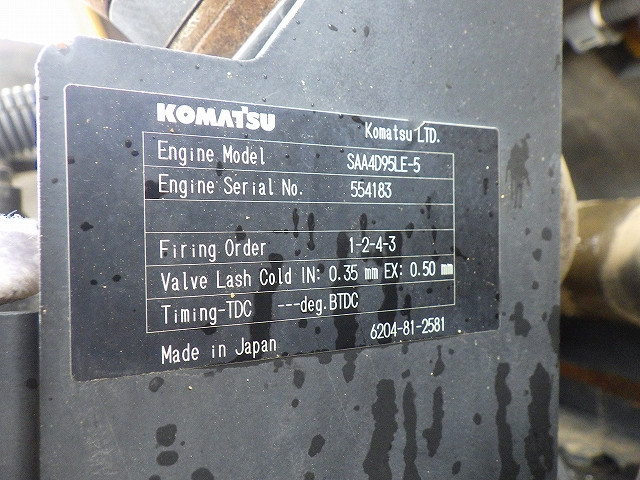 KOMATSU
Komatsu LTD.
Engine Model SAA4D95LE-5
Engine Serial No. 554183
Firing Order 1-2-4-3
Valve Lash Cold IN: 0.35 mm EX: 0.50 mm
Timing-TDC ---deg.BTDC
Made in Japan 6204-81-2581